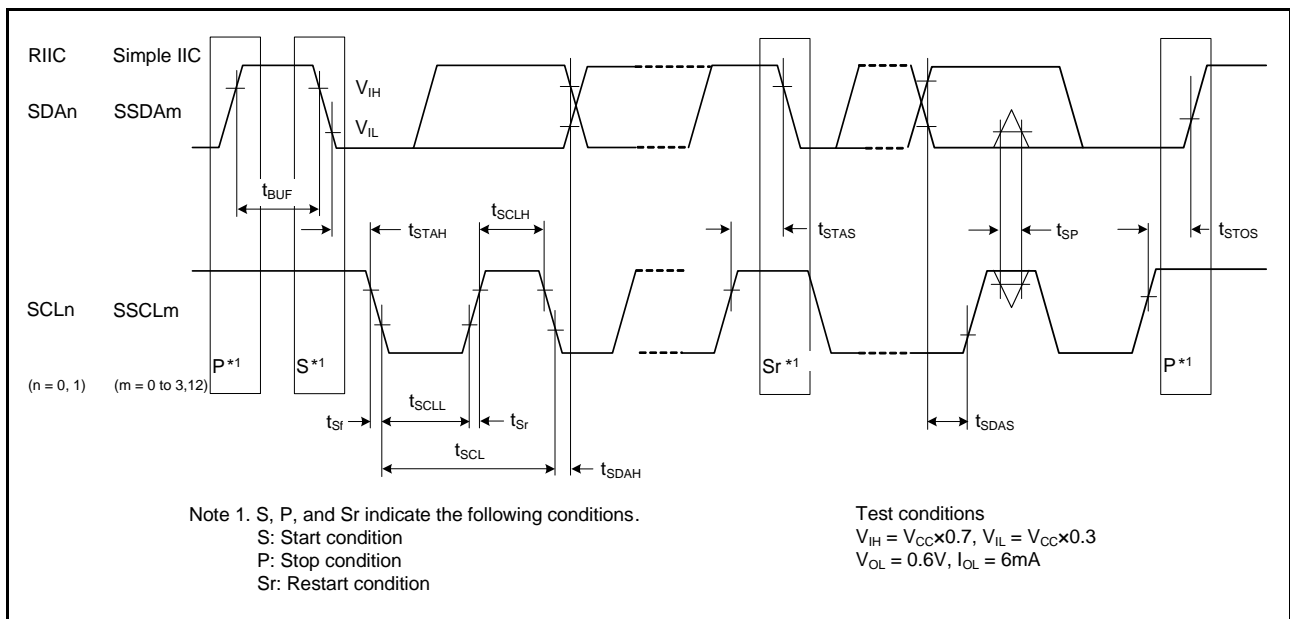 RIIC Simple IIC
SDAn SSDAm
VIH
VIL
tBUF
tSCLH
tSTAH
tSTAS
tSP
tSTOS
SCLn SSCLm
P*1
S*1
Sr*1
P*1
(n = 0, 1) (m = 0 to 3,12)
tSf
tSCLL
tSr
tSDAS
tSCL
tSDAH
Note 1. S, P, and Sr indicate the following conditions.
S: Start condition
P: Stop condition
Sr: Restart condition
Test conditions
VIH = VCC×0.7, VIL = VCC×0.3
VOL = 0.6V, IOL = 6mA